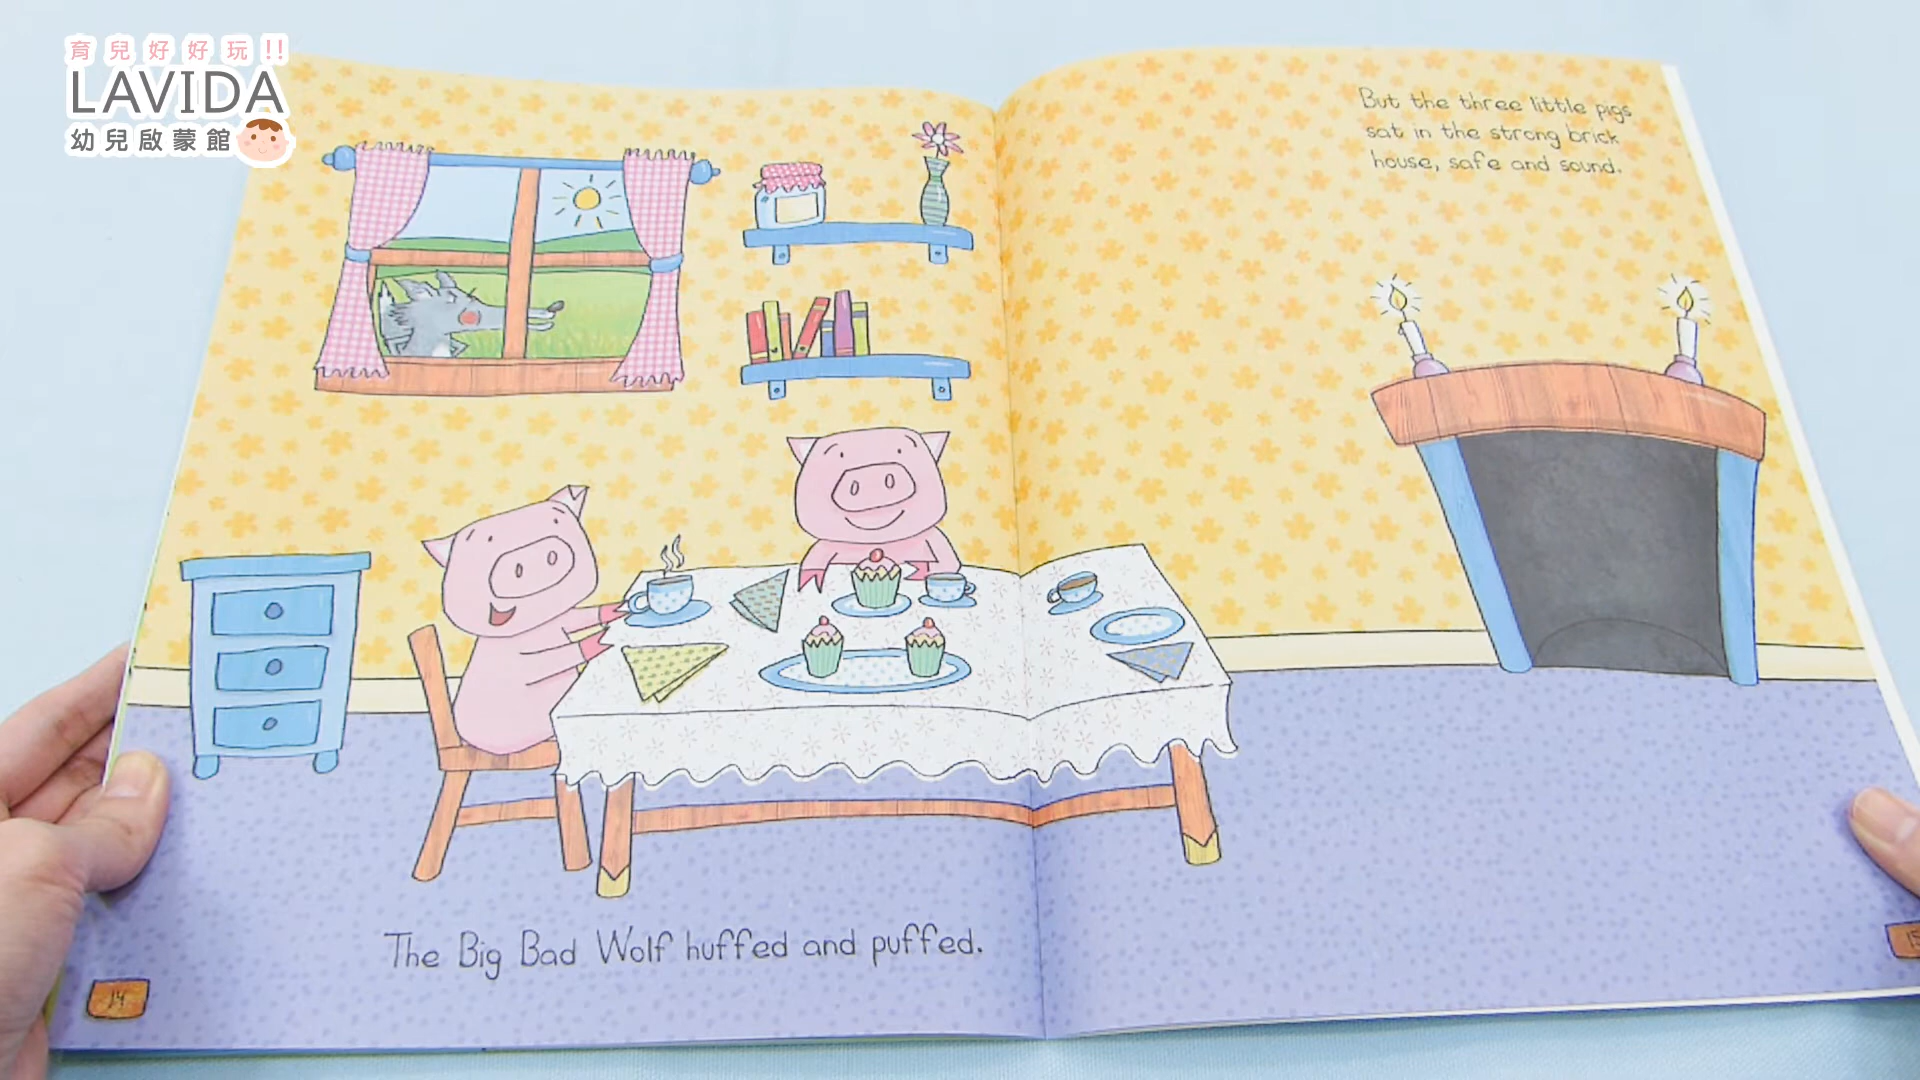 育兒好好玩!!
LAVIDA
幼兒啟蒙館
But the three little pigs
sat in the strong brick
house, safe and sound.
The Big Bad Wolf huffed and puffed.
14
15